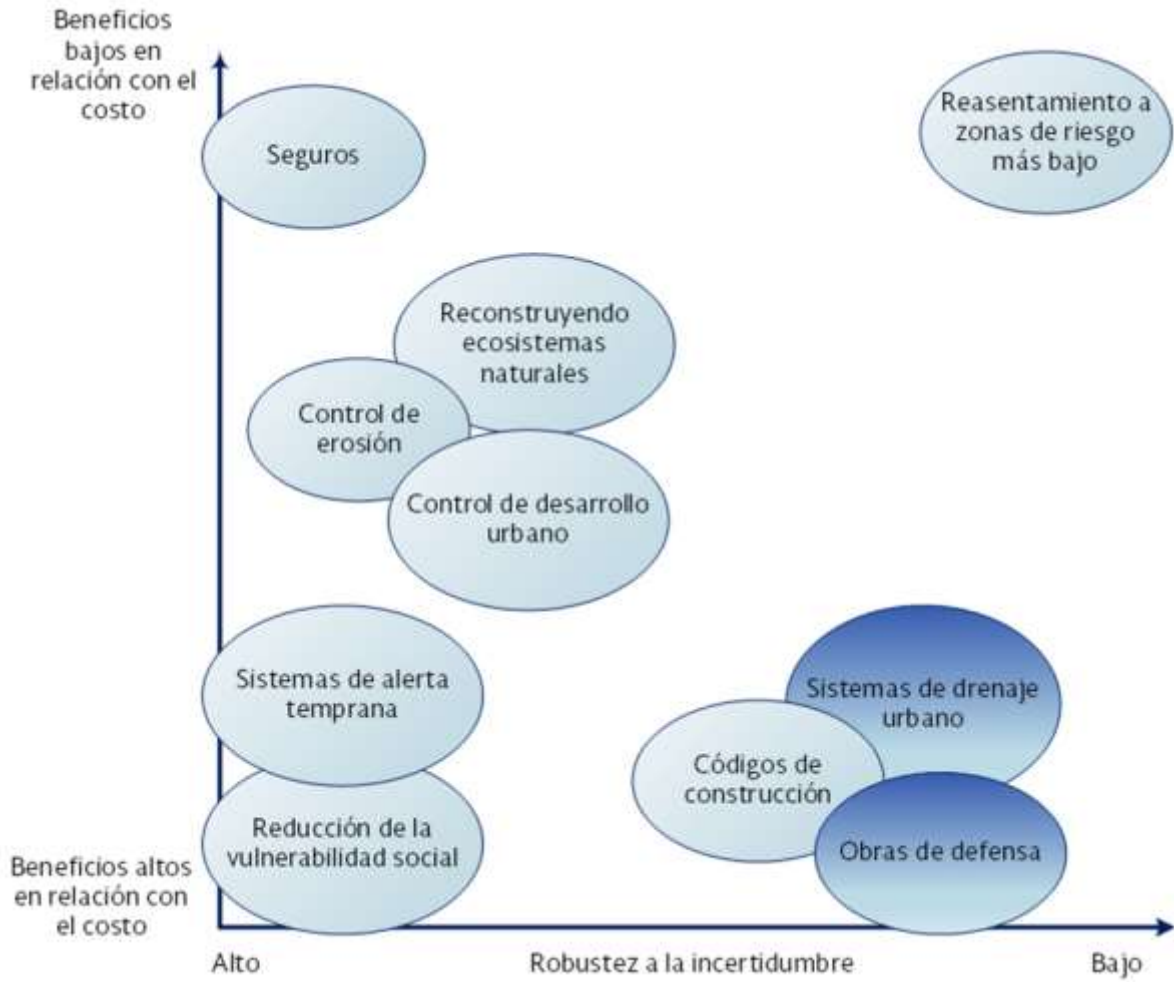 Beneficios
bajos en
relación con el
costo
Seguros
Reasentamiento a
zonas de riesgo
más bajo
Reconstruyendo
ecosistemas
naturales
Control de
erosión
Control de desarrollo
urbano
Sistemas de alerta
temprana
Sistemas de drenaje
urbano
Códigos de
construcción
Reducción de la
vulnerabilidad social
Obras de defensa
Beneficios altos
en relación con
el costo
Alto
Robustez a la incertidumbre
Bajo